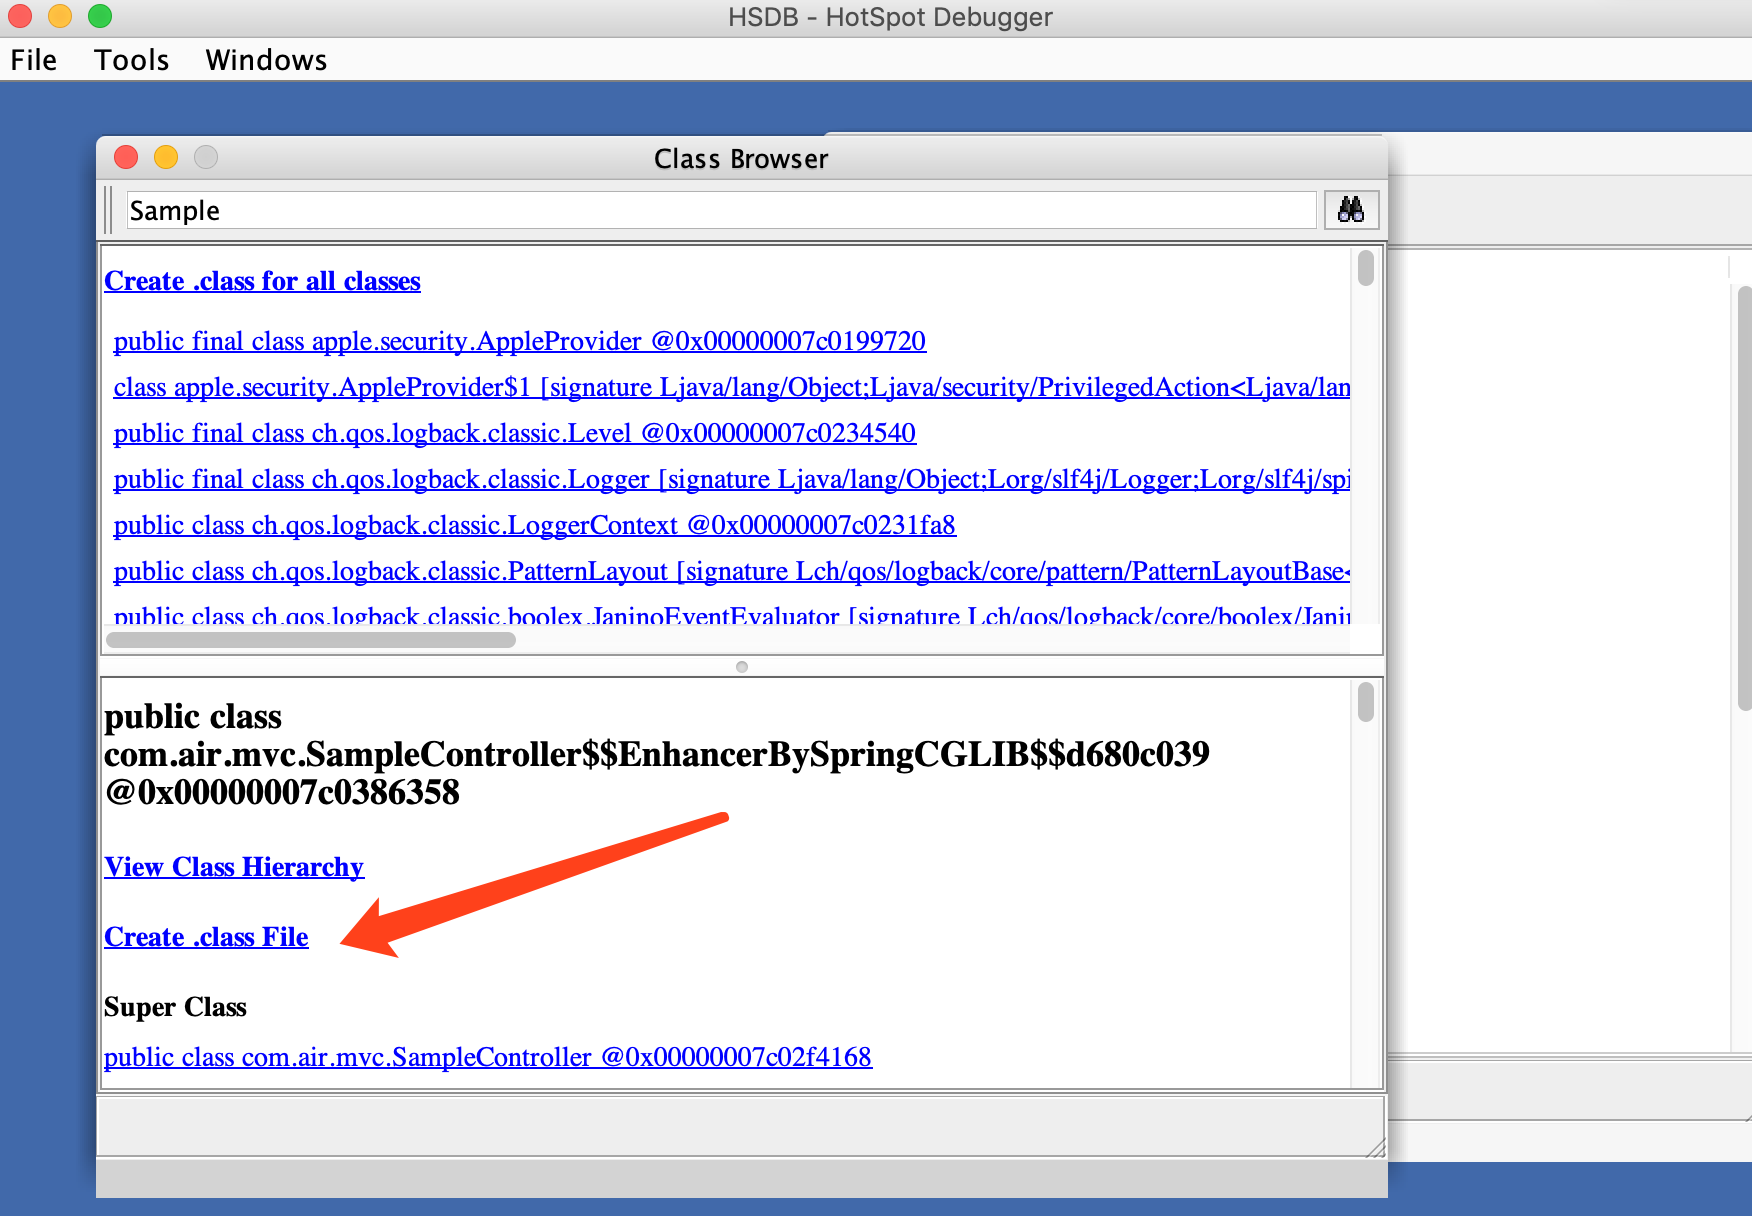 HSDB - HotSpot Debugger
File Tools Windows
Class Browser
Sample
Create .class for all classes
public final class apple.security.AppleProvider @0x00000007c0199720
class apple.security.AppleProvider$1 [signature Ljava/lang/Object;Ljava/security/PrivilegedAction<Ljava/lan
public final class ch.qos.logback.classic.Level @0x00000007c0234540
public final class ch.qos.logback.classic.Logger [signature Ljava/lang/Object;Lorg/slf4j/Logger;Lorg/slf4j/spi
public class ch.qos.logback.classic.LoggerContext @0x00000007c0231fa8
public class ch.qos.logback.classic.PatternLayout [signature Lch/qos/logback/core/pattern/PatternLayoutBase<
public class ch.qos.logback.classic.boolex.JaninoEventEvaluator [signature Lch/qos/logback/core/boolex/Janin
public class
com.air.mvc.SampleController$$EnhancerBySpringCGLIB$$d680c039
@0x00000007c0386358
View Class Hierarchy
Create .class File
Super Class
public class com.air.mvc.SampleController @0x00000007c02f4168